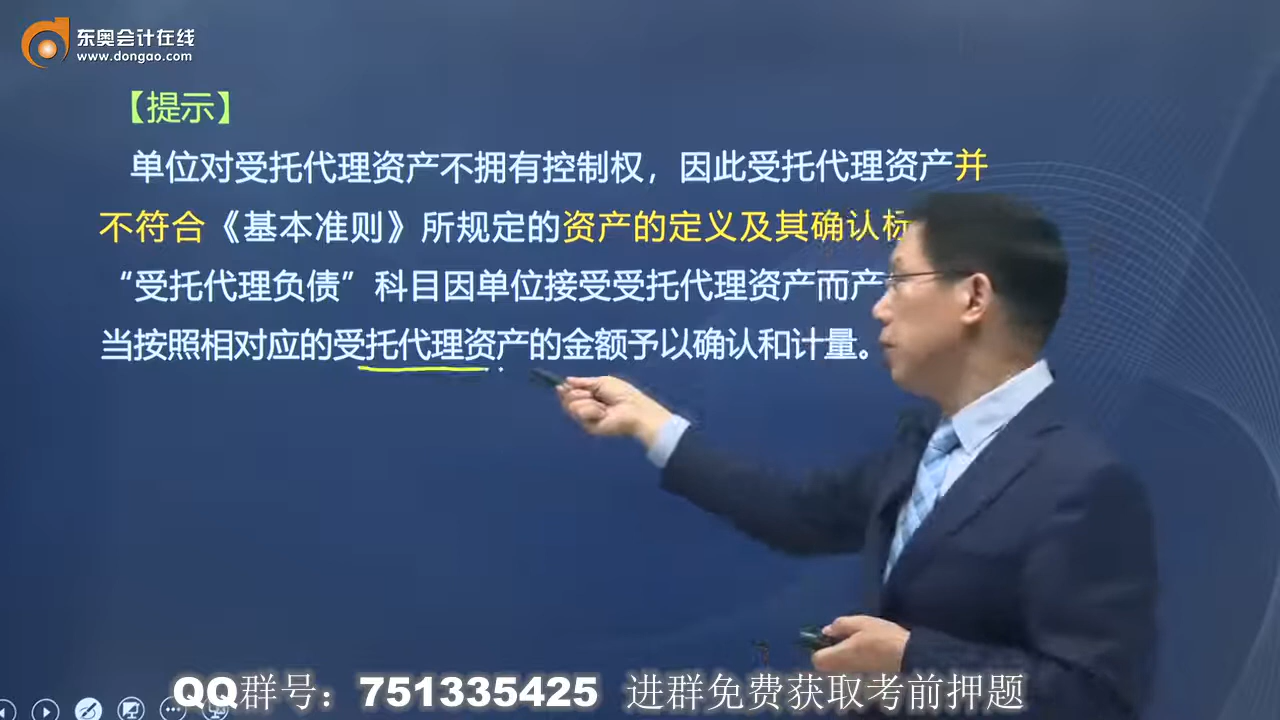 东奥会计在线
www.dongao.com
【提示】
单位对受托代理资产不拥有控制权，因此受托代理资产并
不符合《基本准则》所规定的资产的定义及其确认标
“受托代理负债”科目因单位接受受托代理资产而产
当按照相对应的受托代理资产的金额予以确认和计量。
QQ群号：751335425 进群免费获取考前押题